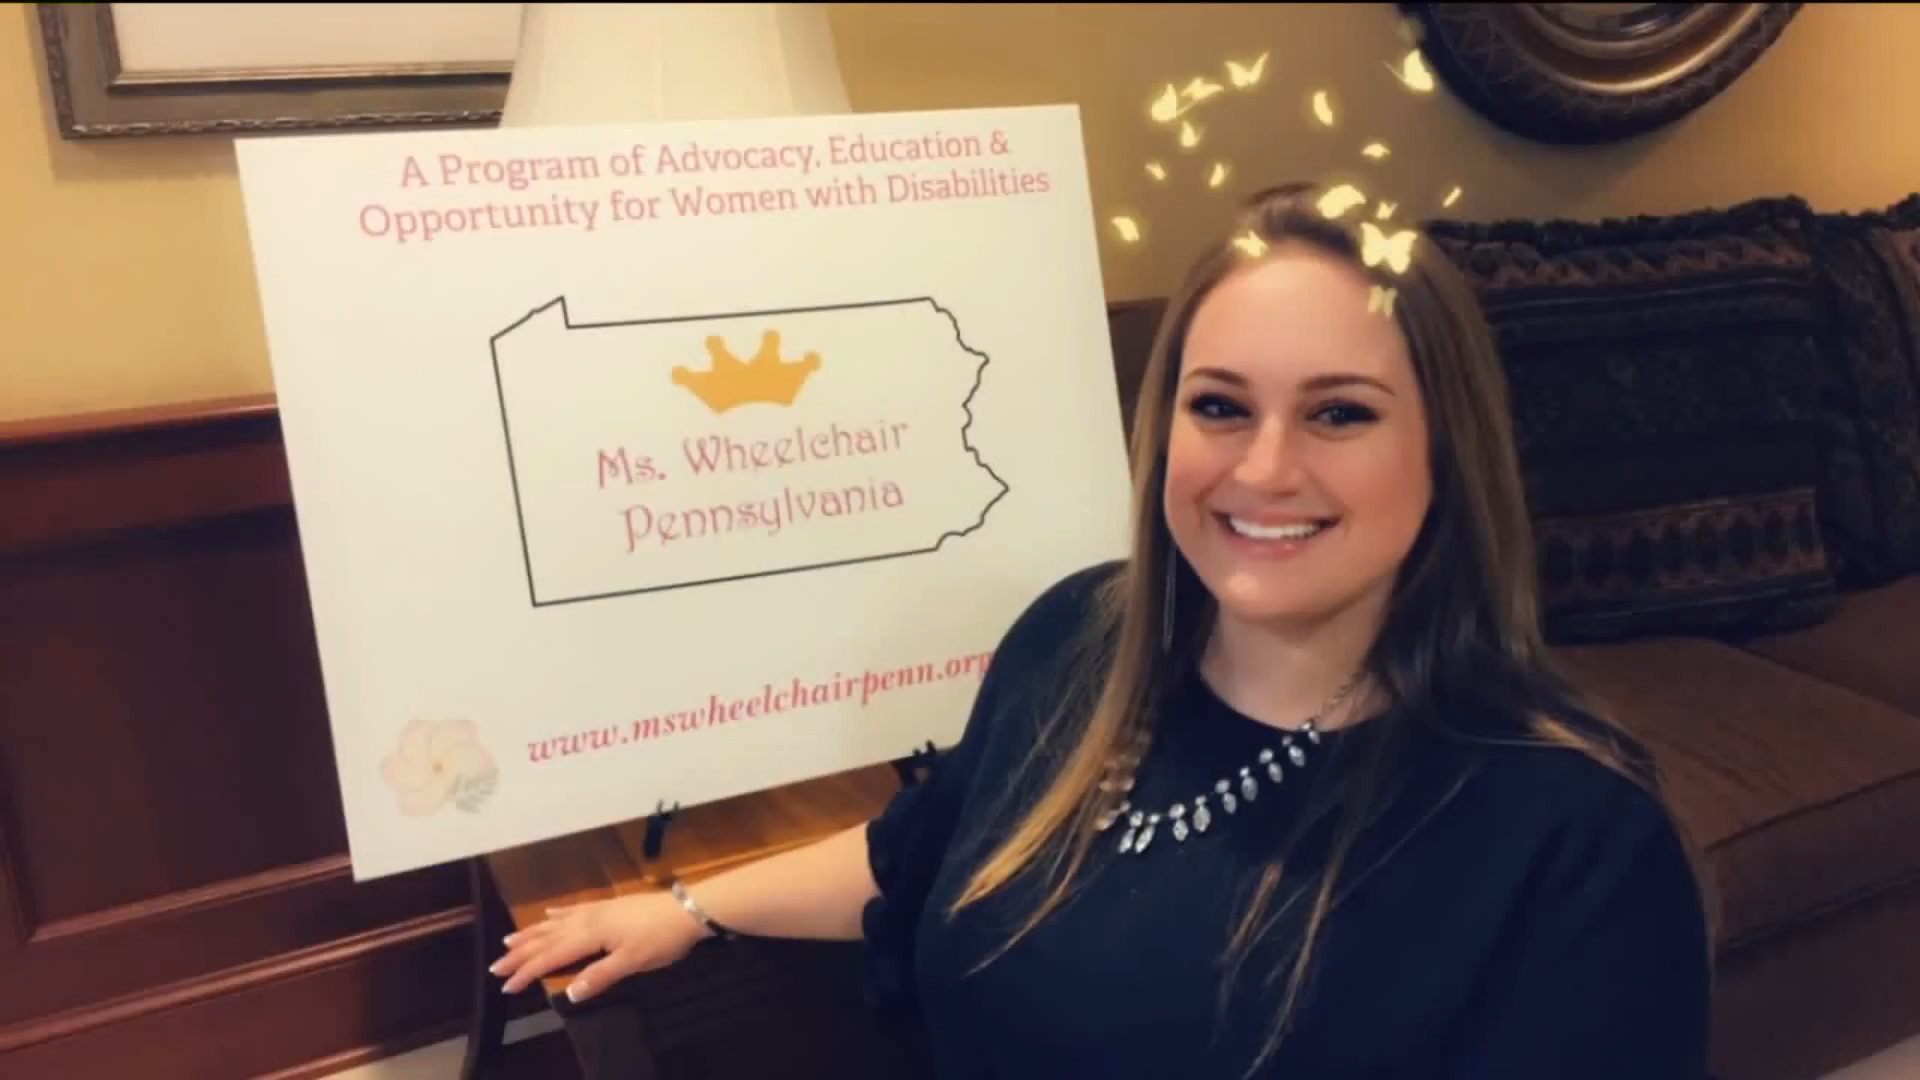 A Program of Advocacy, Education &
Opportunity for Women with Disabilities
Ms. Wheelchair
Pennsylvania
www.mswheelchairpenn.org